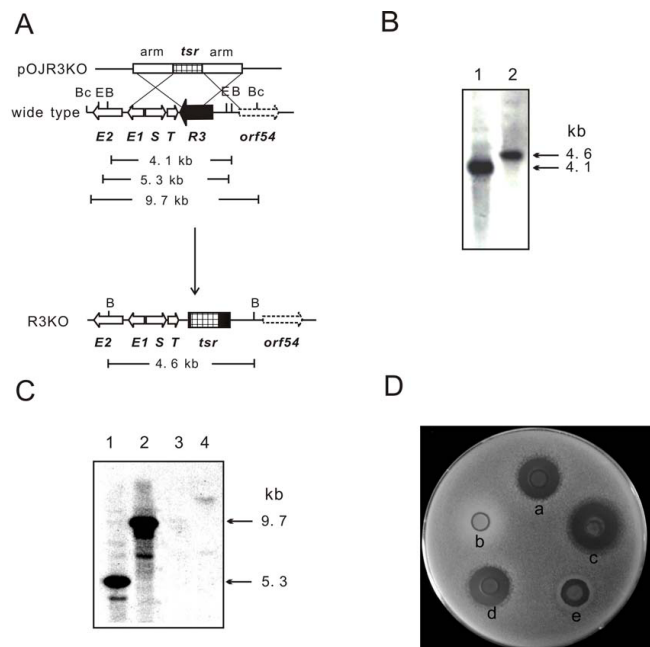 A
arm tsr arm
pOJR3KO
Bc E B E B Bc
wide type
E2 E1 S T R3 orf54
4.1 kb
5.3 kb
9.7 kb
B B
R3KO
E2 E1 S T tsr orf54
4.6 kb
B
1 2
kb
4.6
4.1
C
1 2 3 4
kb
9.7
5.3
D
a
b
c
d
e